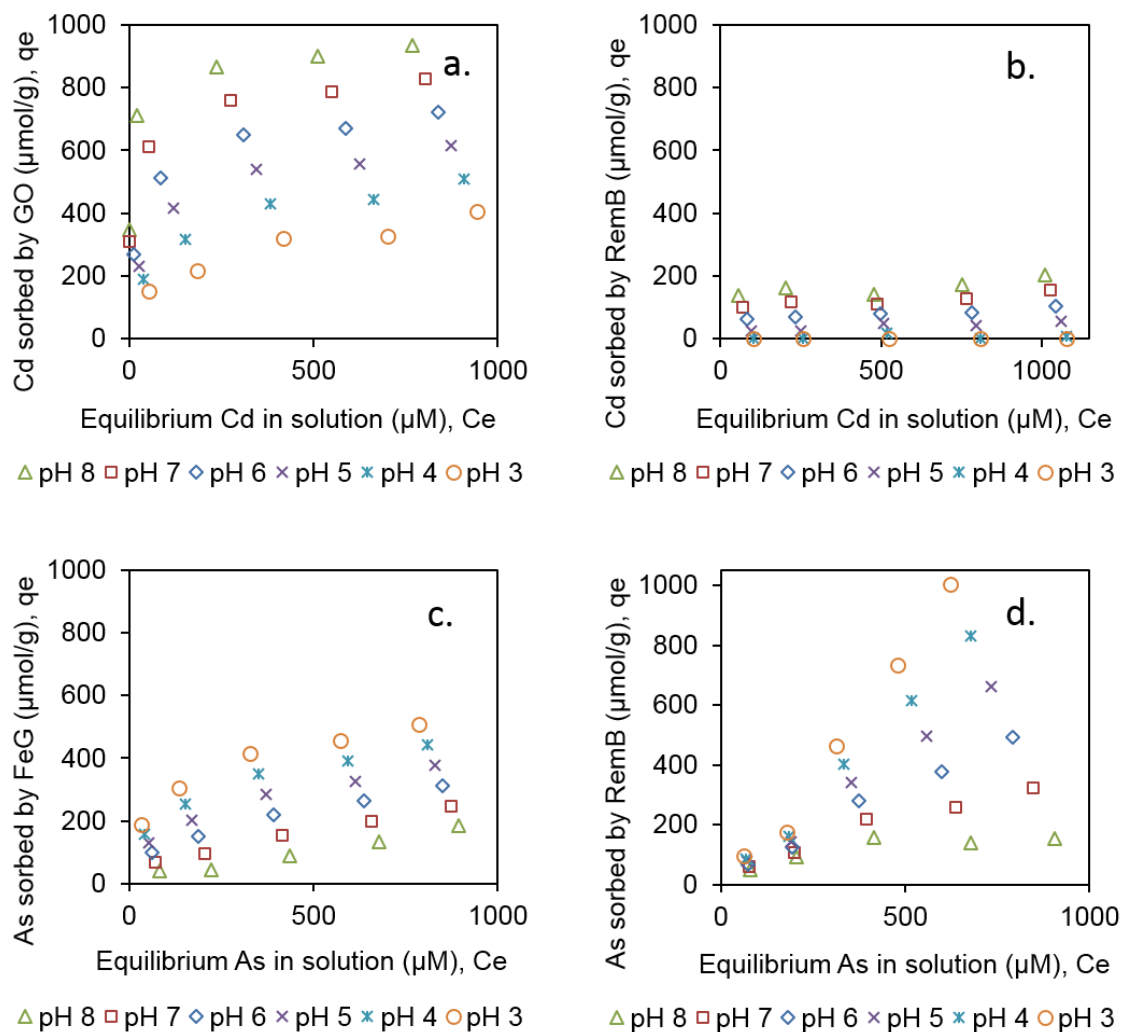 Cd sorbed by GO (µmol/g), qe
1000
800
600
400
200
0
a.
0 500 1000
Equilibrium Cd in solution (µM), Ce
pH 8 pH 7 pH 6 pH 5 pH 4 pH 3
Cd sorbed by RemB (µmol/g), qe
1000
800
600
400
200
0
b.
0 500 1000
Equilibrium Cd in solution (µM), Ce
pH 8 pH 7 pH 6 pH 5 pH 4 pH 3
As sorbed by FeG (µmol/g), qe
1000
800
600
400
200
0
c.
0 500 1000
Equilibrium As in solution (µM), Ce
pH 8 pH 7 pH 6 pH 5 pH 4 pH 3
As sorbed by RemB (µmol/g), qe
1000
800
600
400
200
0
d.
0 500 1000
Equilibrium As in solution (µM), Ce
pH 8 pH 7 pH 6 pH 5 pH 4 pH 3